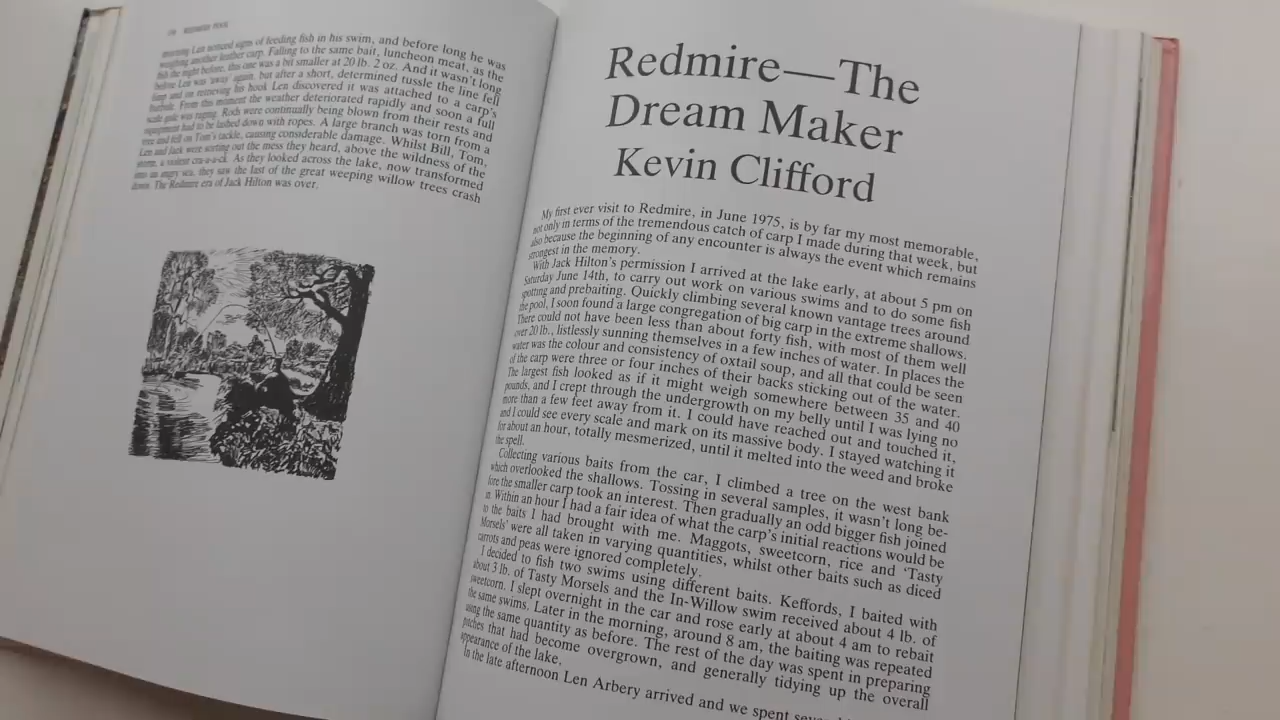 REDMIRE POOL
morning Len noticed signs of feeding fish in his swim, and before long he was
weighing another leather carp. Falling to the same bait, luncheon meat, as the
fish the night before, this one was a bit smaller at 20 lb. 2 oz. And it wasn't long
before Len was 'away' again, but after a short, determined tussle the line fell
limp and on retrieving his hook Len discovered it was attached to a carp's
barbule. From this moment the weather deteriorated rapidly and soon a full
scale gale was raging. Rods were continually being blown from their rests and
equipment had to be lashed down with ropes. A large branch was torn from a
tree and fell on Tom's tackle, causing considerable damage. Whilst Bill, Tom,
Len and Jack were sorting out the mess they heard, above the wildness of the
storm, a violent cra-a-a-ck. As they looked across the lake, now transformed
into an angry sea, they saw the last of the great weeping willow trees crash
down. The Redmire era of Jack Hilton was over.
Redmire—The
Dream Maker
Kevin Clifford
My first ever visit to Redmire, in June 1975, is by far my most memorable,
not only in terms of the tremendous catch of carp I made during that week, but
also because the beginning of any encounter is always the event which remains
strongest in the memory.
With Jack Hilton's permission I arrived at the lake early, at about 5 pm on
Saturday June 14th, to carry out work on various swims and to do some fish
spotting and prebaiting. Quickly climbing several known vantage trees around
the pool, I soon found a large congregation of big carp in the extreme shallows.
There could not have been less than about forty fish, with most of them well
over 20 lb., listlessly sunning themselves in a few inches of water. In places the
water was the colour and consistency of oxtail soup, and all that could be seen
of the carp were three or four inches of their backs sticking out of the water.
The largest fish looked as if it might weigh somewhere between 35 and 40
pounds, and I crept through the undergrowth on my belly until I was lying no
more than a few feet away from it. I could have reached out and touched it,
and I could see every scale and mark on its massive body. I stayed watching it
for about an hour, totally mesmerized, until it melted into the weed and broke
the spell.
Collecting various baits from the car, I climbed a tree on the west bank
which overlooked the shallows. Tossing in several samples, it wasn't long be-
fore the smaller carp took an interest. Then gradually an odd bigger fish joined
in. Within an hour I had a fair idea of what the carp's initial reactions would be
to the baits I had brought with me. Maggots, sweetcorn, rice and 'Tasty
Morsels' were all taken in varying quantities, whilst other baits such as diced
carrots and peas were ignored completely.
I decided to fish two swims using different baits. Keffords, I baited with
about 3 lb. of Tasty Morsels and the In-Willow swim received about 4 lb. of
sweetcorn. I slept overnight in the car and rose early at about 4 am to rebait
the same swims. Later in the morning, around 8 am, the baiting was repeated
using the same quantity as before. The rest of the day was spent in preparing
pitches that had become overgrown, and generally tidying up the overall
appearance of the lake.
In the late afternoon Len Arbery arrived and we spent